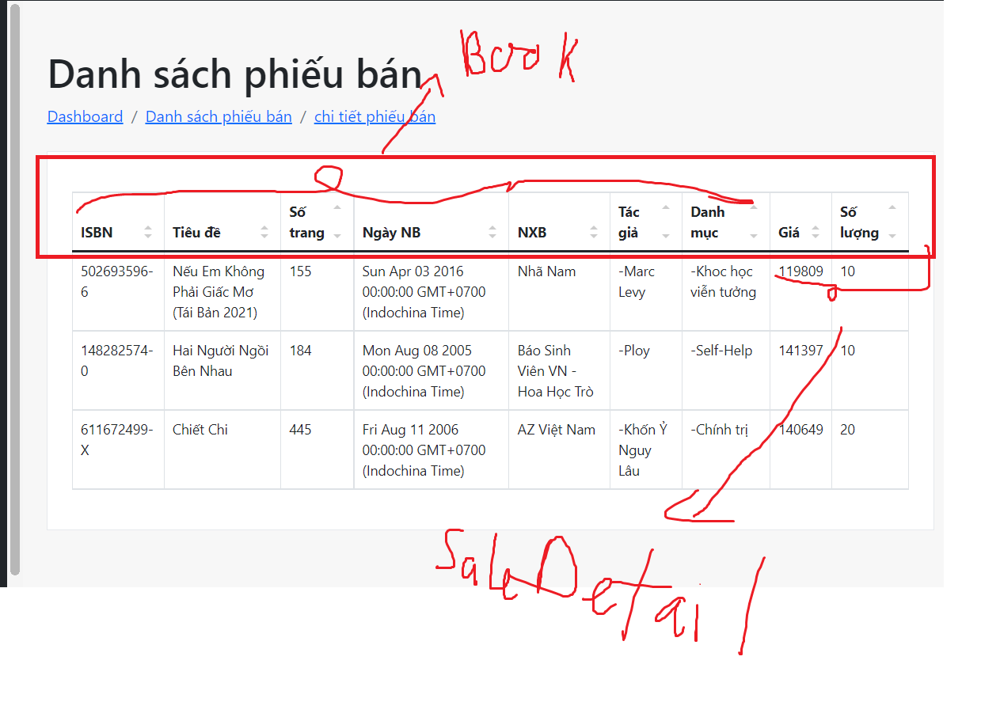 Book
Danh sách phiếu bán
Dashboard / Danh sách phiếu bán / chi tiết phiếu bán
ISBN Tiêu đề Số trang Ngày NB NXB Tác giả Danh mục Giá Số lượng
502693596-6 Nếu Em Không Phải Giấc Mơ (Tái Bản 2021) 155 Sun Apr 03 2016 00:00:00 GMT+0700 (Indochina Time) Nhã Nam -Marc Levy -Khoc học viễn tưởng 119809 10
148282574-0 Hai Người Ngồi Bên Nhau 184 Mon Aug 08 2005 00:00:00 GMT+0700 (Indochina Time) Báo Sinh Viên VN - Hoa Học Trò -Ploy -Self-Help 141397 10
611672499-X Chiết Chi 445 Fri Aug 11 2006 00:00:00 GMT+0700 (Indochina Time) AZ Việt Nam -Khốn Ỷ Nguy Lâu -Chính trị 140649 20
SaleDetail